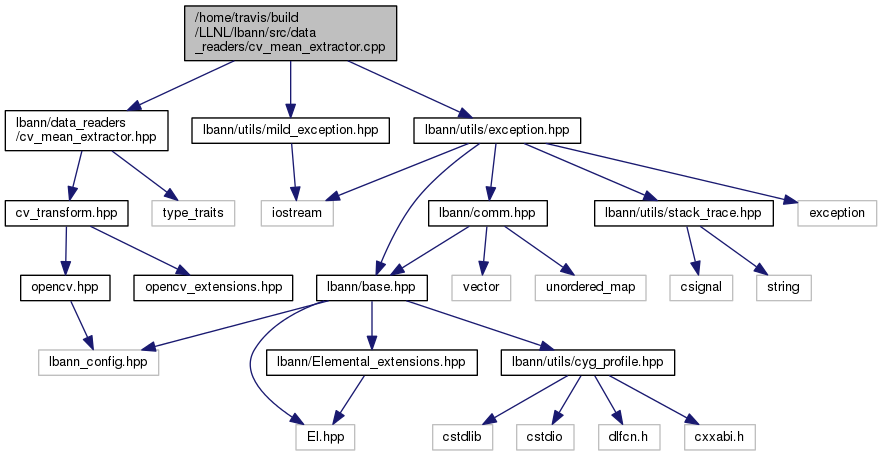 /home/travis/build
/LLNL/lbann/src/data
_readers/cv_mean_extractor.cpp
lbann/data_readers
/cv_mean_extractor.hpp
lbann/utils/mild_exception.hpp
lbann/utils/exception.hpp
cv_transform.hpp
type_traits
iostream
lbann/comm.hpp
lbann/utils/stack_trace.hpp
exception
opencv.hpp
opencv_extensions.hpp
lbann/base.hpp
vector
unordered_map
csignal
string
lbann_config.hpp
lbann/Elemental_extensions.hpp
lbann/utils/cyg_profile.hpp
El.hpp
cstdlib
cstdio
dlfcn.h
cxxabi.h